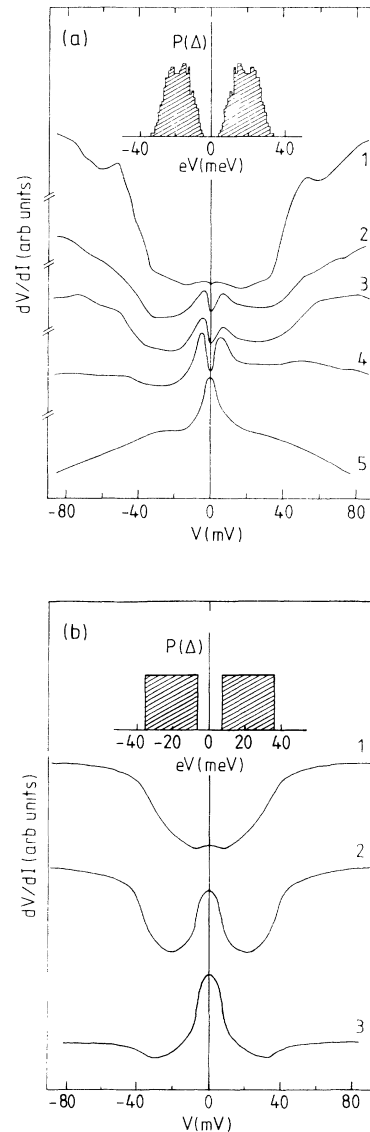 (a)
P(Δ)
-40 0 40
eV(meV)
1
2
3
4
5
dV/dI (arb units)
-80 -40 0 40 80
V(mV)
(b)
P(Δ)
-40 -20 0 20 40
eV(meV)
1
2
3
dV/dI (arb units)
-80 -40 0 40 80
V(mV)